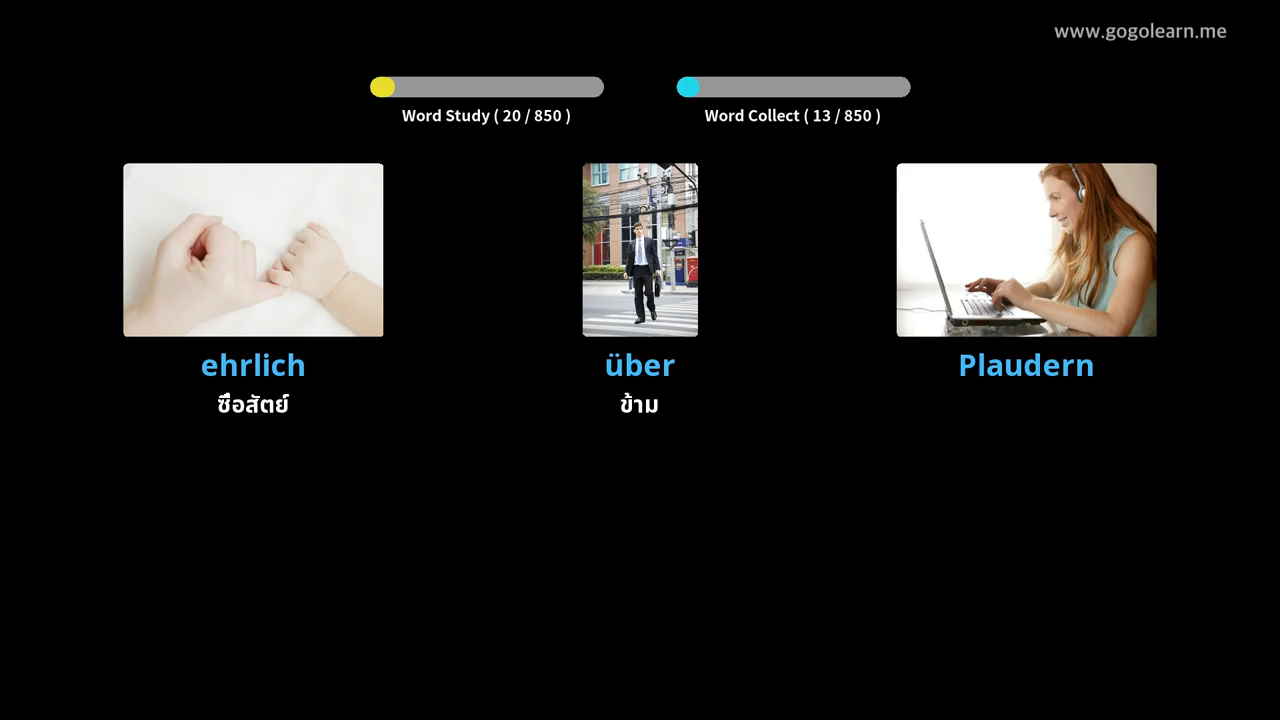 www.gogolearn.me
Word Study ( 20 / 850 )
Word Collect ( 13 / 850 )
ehrlich
über
Plaudern
ซื่อสัตย์
ข้าม